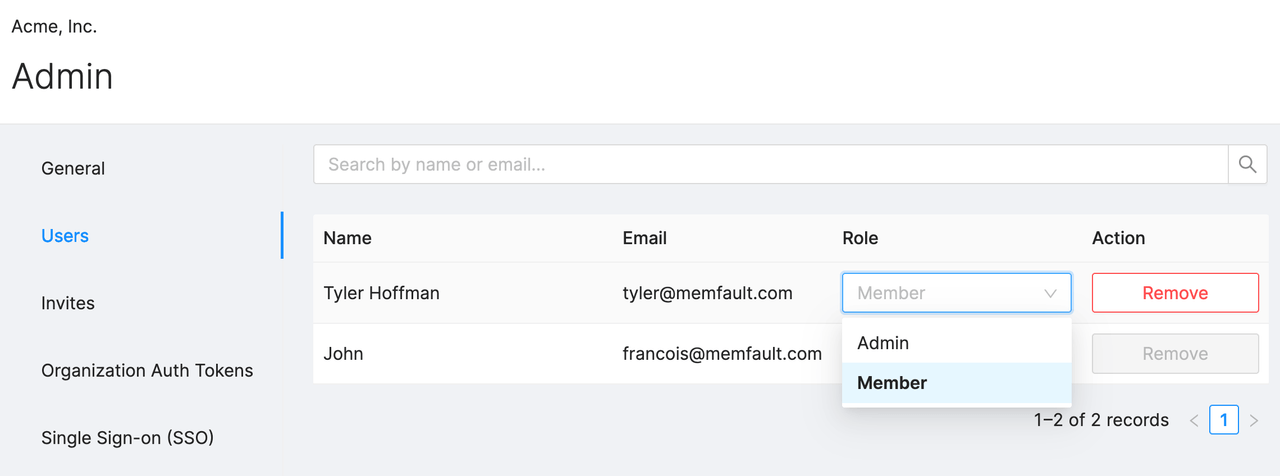 Acme, Inc.
Admin
General
Users
Invites
Organization Auth Tokens
Single Sign-on (SSO)
Search by name or email...
Name Email Role Action
Tyler Hoffman tyler@memfault.com Member Remove
John francois@memfault.com Remove
Admin
Member
1–2 of 2 records < 1 >